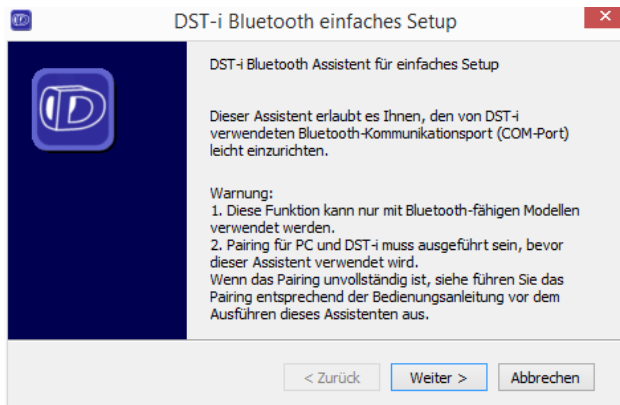 DST-i Bluetooth einfaches Setup
DST-i Bluetooth Assistent für einfaches Setup
Dieser Assistent erlaubt es Ihnen, den von DST-i
verwendeten Bluetooth-Kommunikationsport (COM-Port)
leicht einzurichten.
Warnung:
1. Diese Funktion kann nur mit Bluetooth-fähigen Modellen
verwendet werden.
2. Pairing für PC und DST-i muss ausgeführt sein, bevor
dieser Assistent verwendet wird.
Wenn das Pairing unvollständig ist, siehe führen Sie das
Pairing entsprechend der Bedienungsanleitung vor dem
Ausführen dieses Assistenten aus.
< Zurück Weiter > Abbrechen